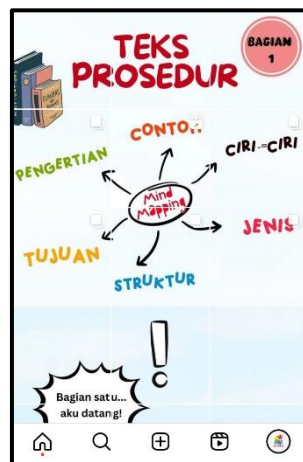 TEKS
PROSEDUR
BAGIAN
1
CONTOH
PENGERTIAN
CIRI-CIRI
Mind
Mapping
JENIS
TUJUAN
STRUKTUR
Bagian satu...
aku datang!